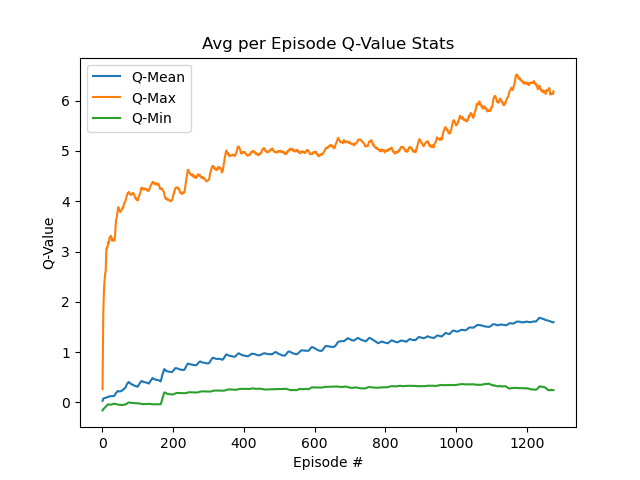 Avg per Episode Q-Value Stats
Q-Mean
Q-Max
Q-Min
Q-Value
6
5
4
3
2
1
0
0 200 400 600 800 1000 1200
Episode #